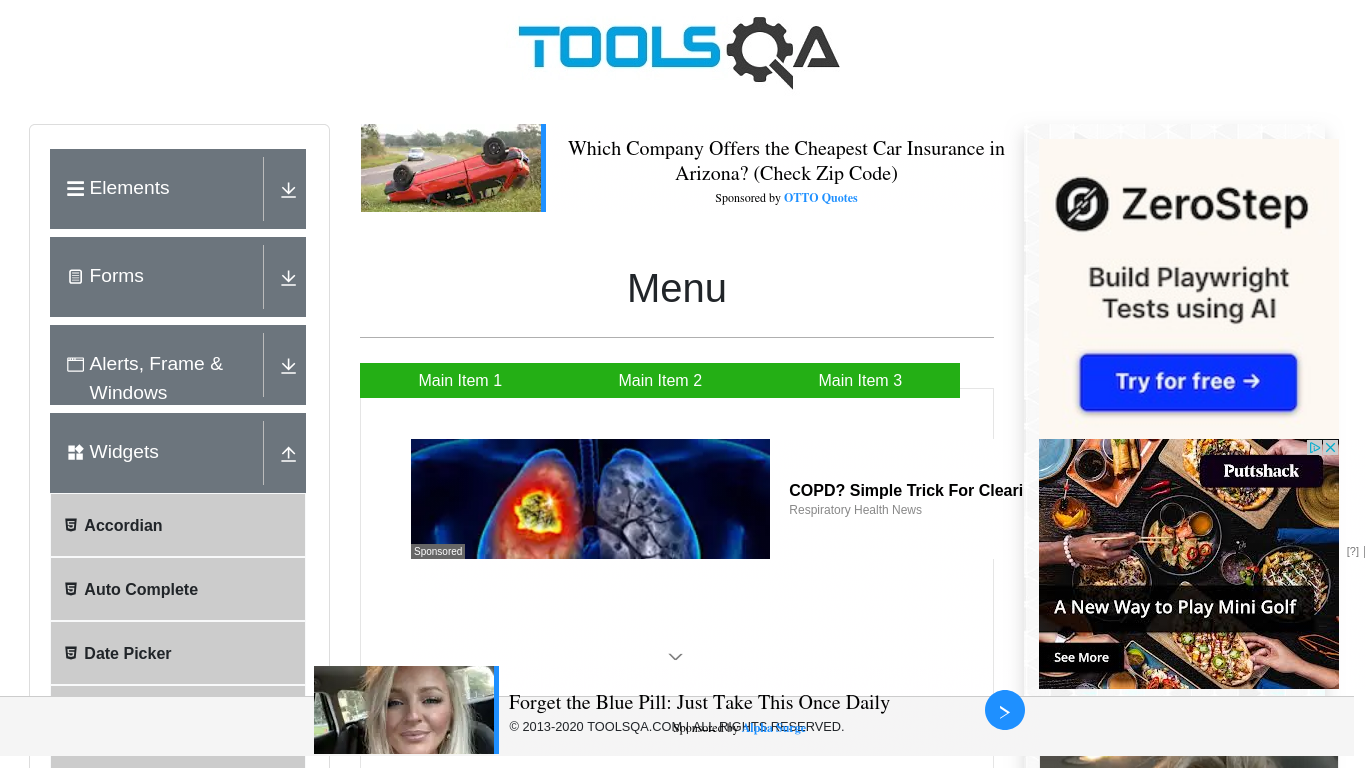 TOOLSQA
Elements
Forms
Alerts, Frame &
Windows
Widgets
Accordian
Auto Complete
Date Picker
Which Company Offers the Cheapest Car Insurance in
Arizona? (Check Zip Code)
Sponsored by OTTO Quotes
Menu
Main Item 1
Main Item 2
Main Item 3
Sponsored
COPD? Simple Trick For Cleari
Respiratory Health News
ZeroStep
Build Playwright
Tests using AI
Try for free →
Puttshack
A New Way to Play Mini Golf
See More
[?]
Forget the Blue Pill: Just Take This Once Daily
© 2013-2020 TOOLSQA.COM | ALL RIGHTS RESERVED.
Sponsored by